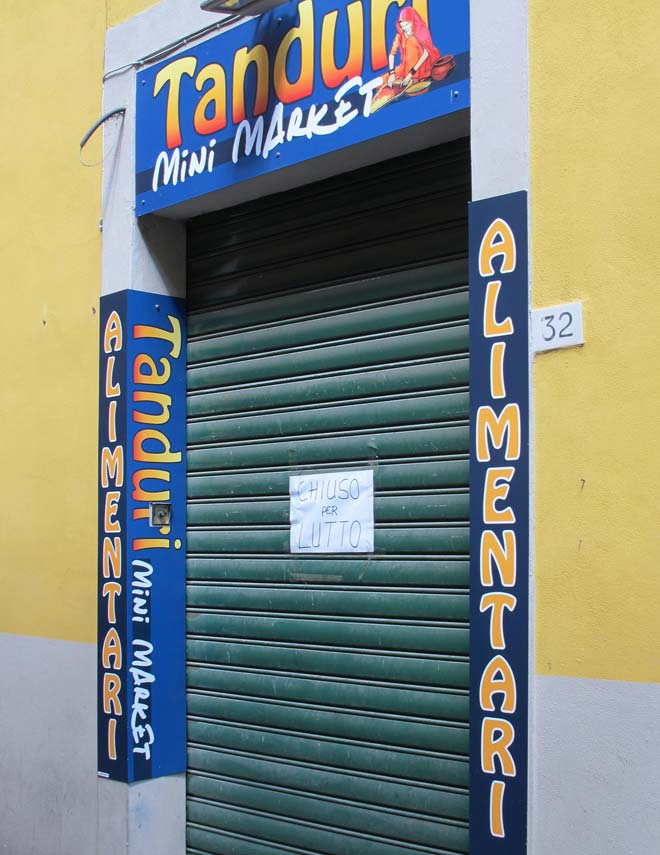 Tanduri
Mini MARKET
ALIMENTARI
Tanduri
Mini MARKET
CHIUSO
PER
LUTTO
ALIMENTARI
32